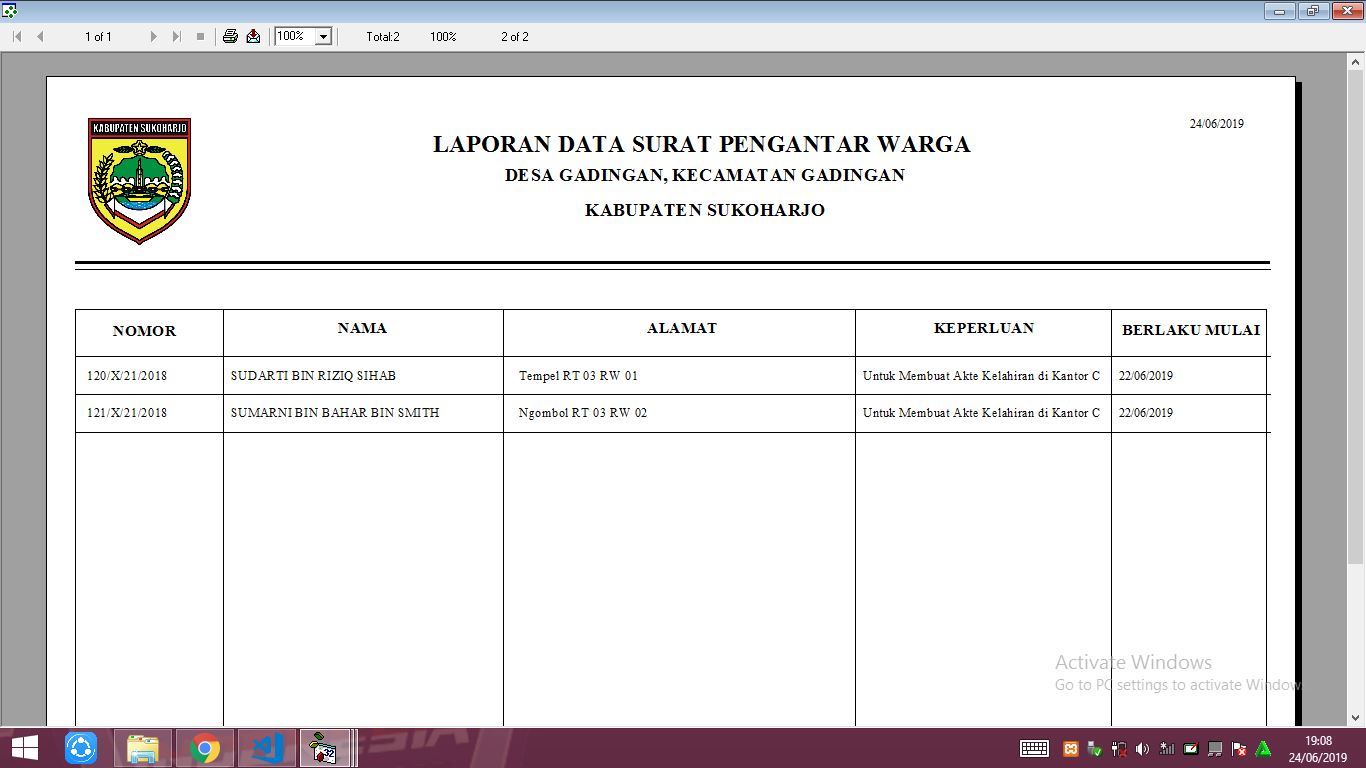 1 of 1 100% Total:2 100% 2 of 2
KABUPATEN SUKOHARJO
24/06/2019
LAPORAN DATA SURAT PENGANTAR WARGA
DESA GADINGAN, KECAMATAN GADINGAN
KABUPATEN SUKOHARJO
NOMOR NAMA ALAMAT KEPERLUAN BERLAKU MULAI
120/X/21/2018 SUDARTI BIN RIZIQ SIHAB Tempel RT 03 RW 01 Untuk Membuat Akte Kelahiran di Kantor C 22/06/2019
121/X/21/2018 SUMARNI BIN BAHAR BIN SMITH Ngombol RT 03 RW 02 Untuk Membuat Akte Kelahiran di Kantor C 22/06/2019
Activate Windows
Go to PC settings to activate Windows.
32
19:08
24/06/2019